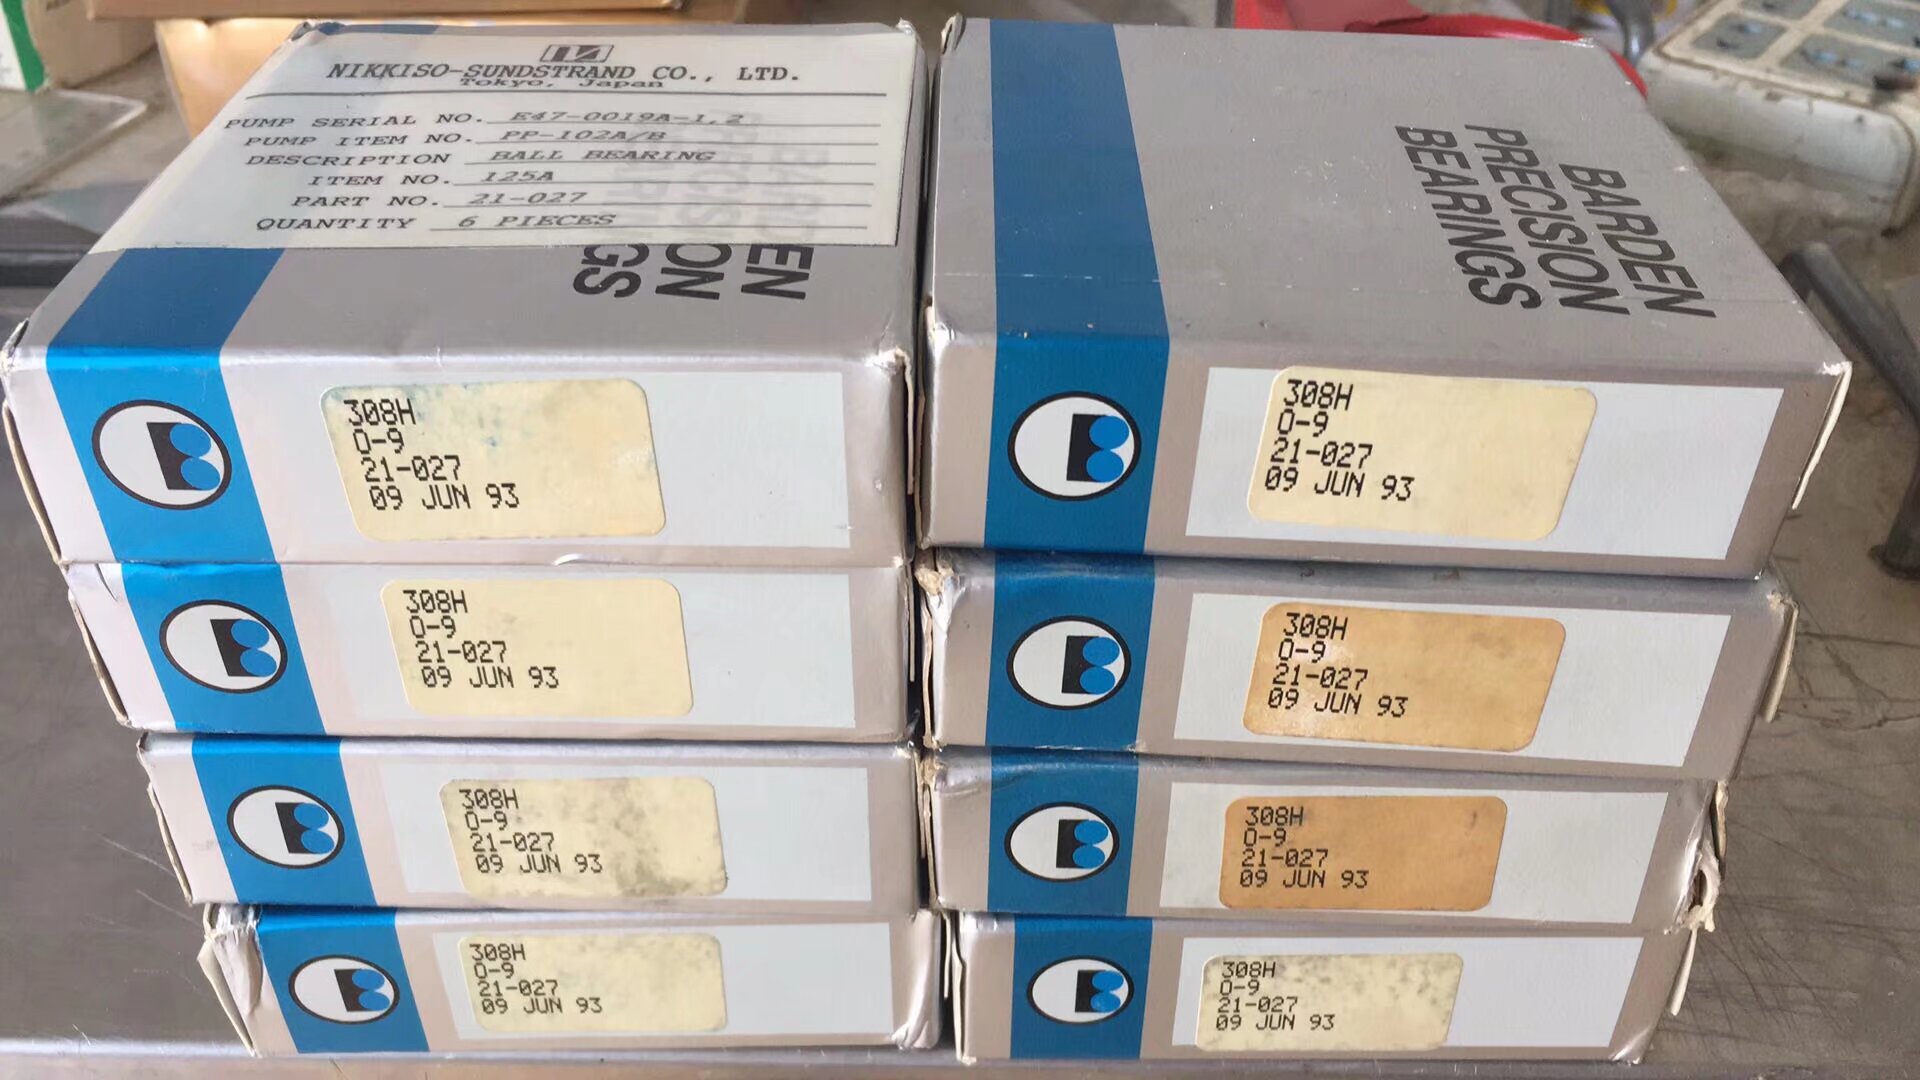 NIKKISO-SUNDSTRAND CO., LTD.
Tokyo, Japan
PUMP SERIAL NO. E47-0019A-1,2
PUMP ITEM NO. PP-102A/B
DESCRIPTION BALL BEARING
ITEM NO. 125A
PART NO. 21-027
QUANTITY 6 PIECES
EN
ON
GS
308H
O-9
21-027
09 JUN 93
308H
O-9
21-027
09 JUN 93
308H
O-9
21-027
09 JUN 93
308H
O-9
21-027
09 JUN 93
BARDEN
PRECISION
BEARINGS
308H
O-9
21-027
09 JUN 93
308H
O-9
21-027
09 JUN 93
308H
O-9
21-027
09 JUN 93
308H
O-9
21-027
09 JUN 93